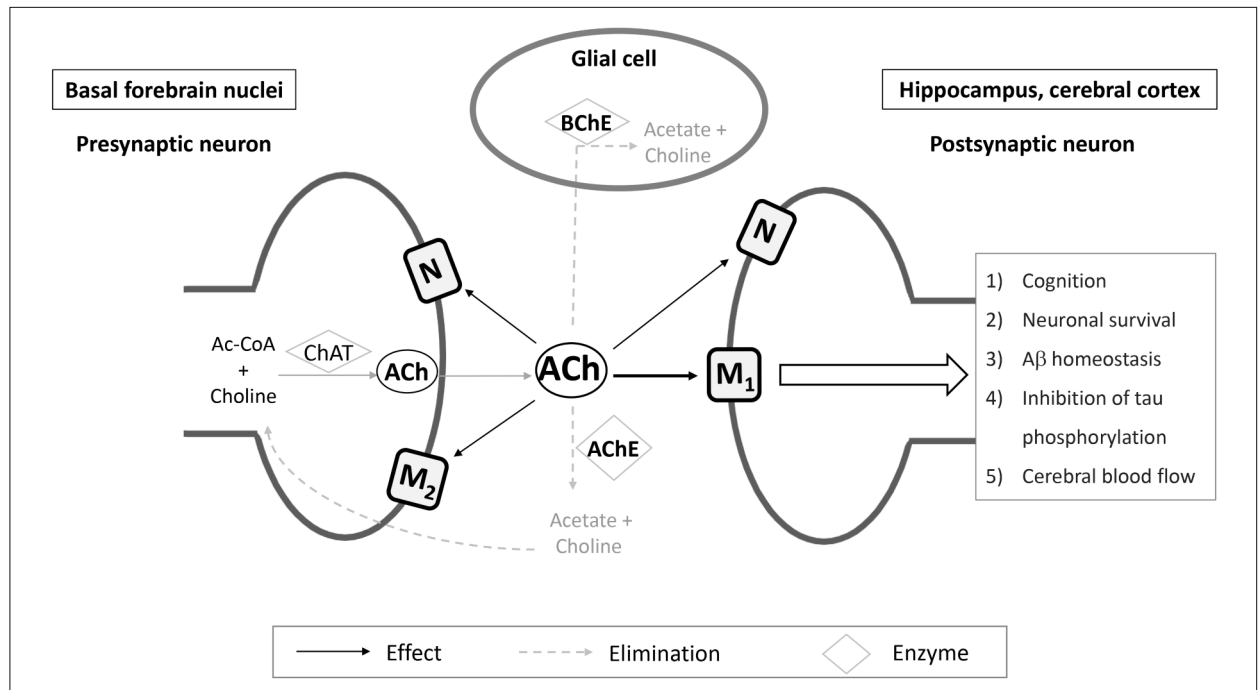 Glial cell
Basal forebrain nuclei
Hippocampus, cerebral cortex
BChE
Acetate +
Choline
Presynaptic neuron
Postsynaptic neuron
N
N
1) Cognition
2) Neuronal survival
3) Aβ homeostasis
4) Inhibition of tau
phosphorylation
5) Cerebral blood flow
Ac-CoA
+
Choline
ChAT
ACh
ACh
M₁
AChE
M₂
Acetate +
Choline
Effect
Elimination
Enzyme